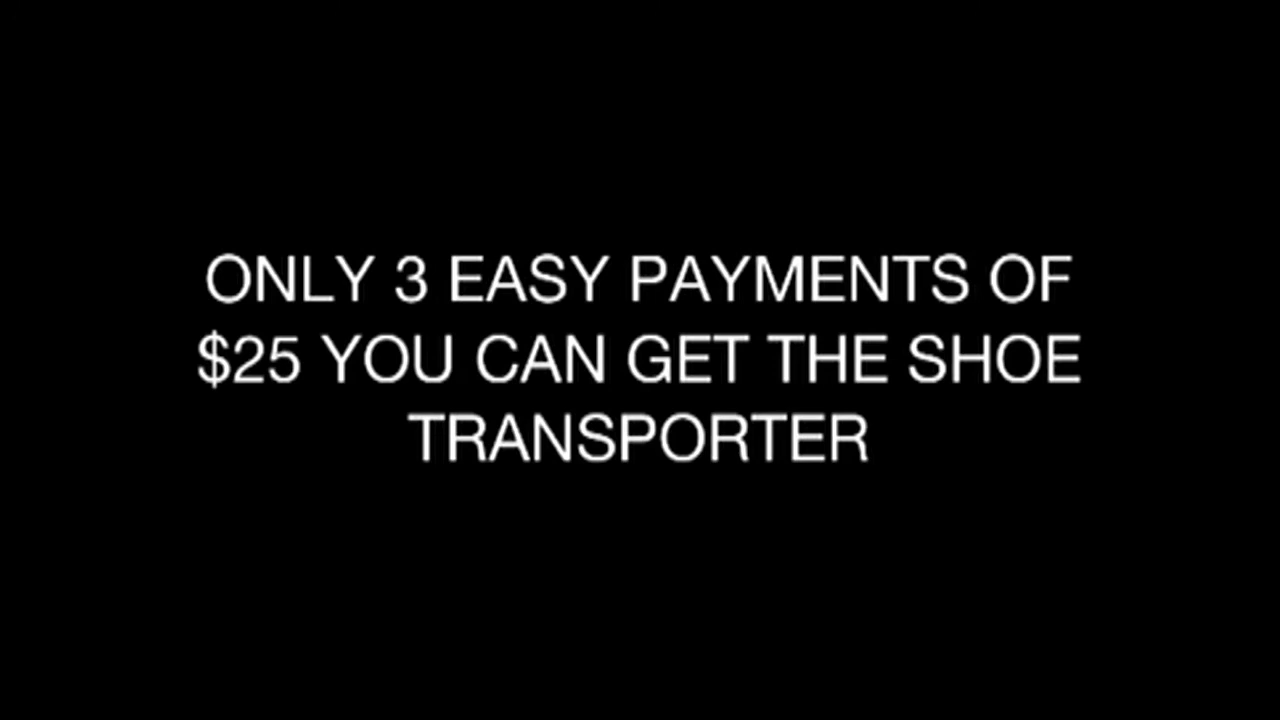 ONLY 3 EASY PAYMENTS OF
$25 YOU CAN GET THE SHOE
TRANSPORTER